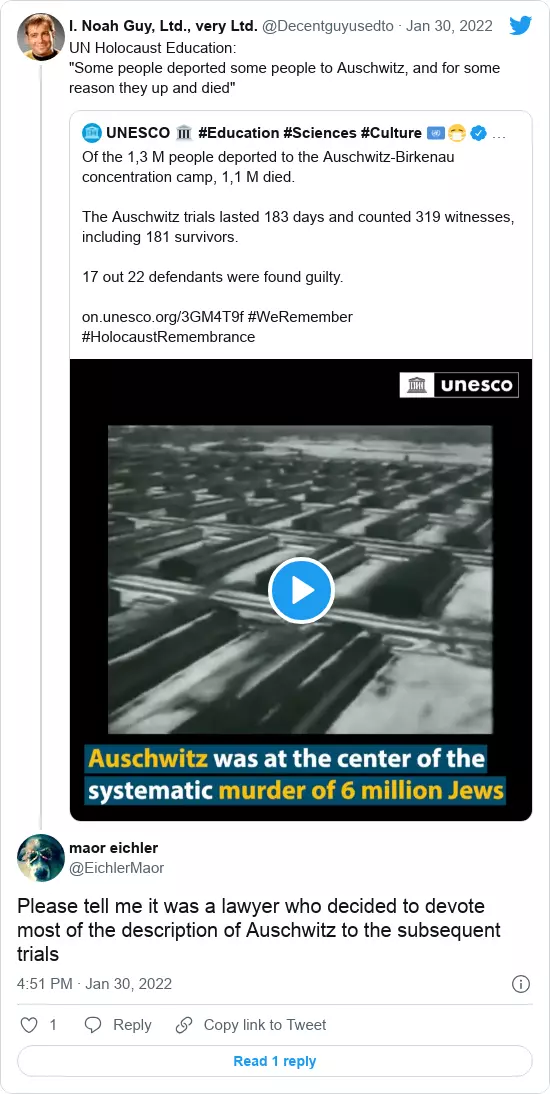 I. Noah Guy, Ltd., very Ltd. @Decentguyusedto · Jan 30, 2022
UN Holocaust Education:
"Some people deported some people to Auschwitz, and for some
reason they up and died"
UNESCO 🏛️ #Education #Sciences #Culture 🇺🇳😷 ...
Of the 1,3 M people deported to the Auschwitz-Birkenau
concentration camp, 1,1 M died.
The Auschwitz trials lasted 183 days and counted 319 witnesses,
including 181 survivors.
17 out 22 defendants were found guilty.
on.unesco.org/3GM4T9f #WeRemember
#HolocaustRemembrance
unesco
Auschwitz was at the center of the
systematic murder of 6 million Jews
maor eichler
@EichlerMaor
Please tell me it was a lawyer who decided to devote
most of the description of Auschwitz to the subsequent
trials
4:51 PM · Jan 30, 2022
1 Reply Copy link to Tweet
Read 1 reply